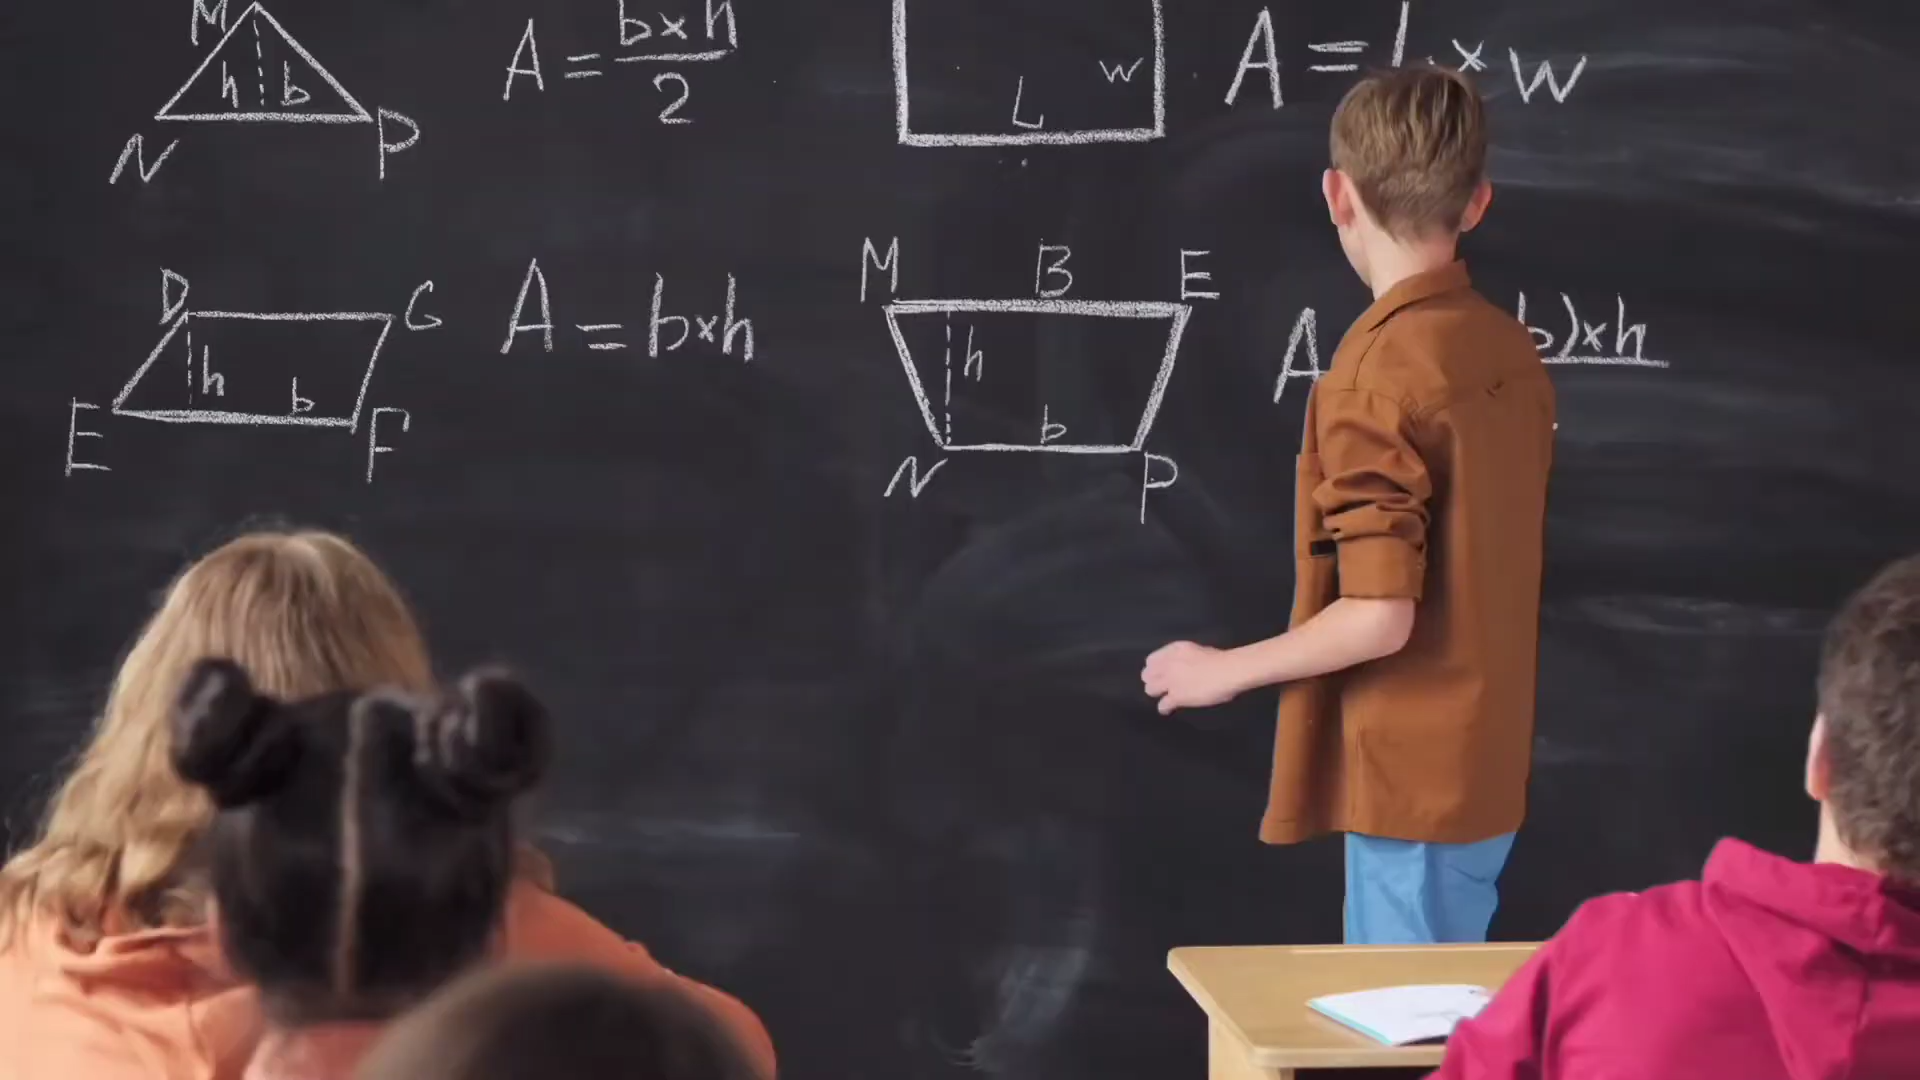 M
h b
N P
A = b×h
2
L
w
A = L × w
D G
h
b
E F
A = b×h
M B E
h
b
N P
A b)×h